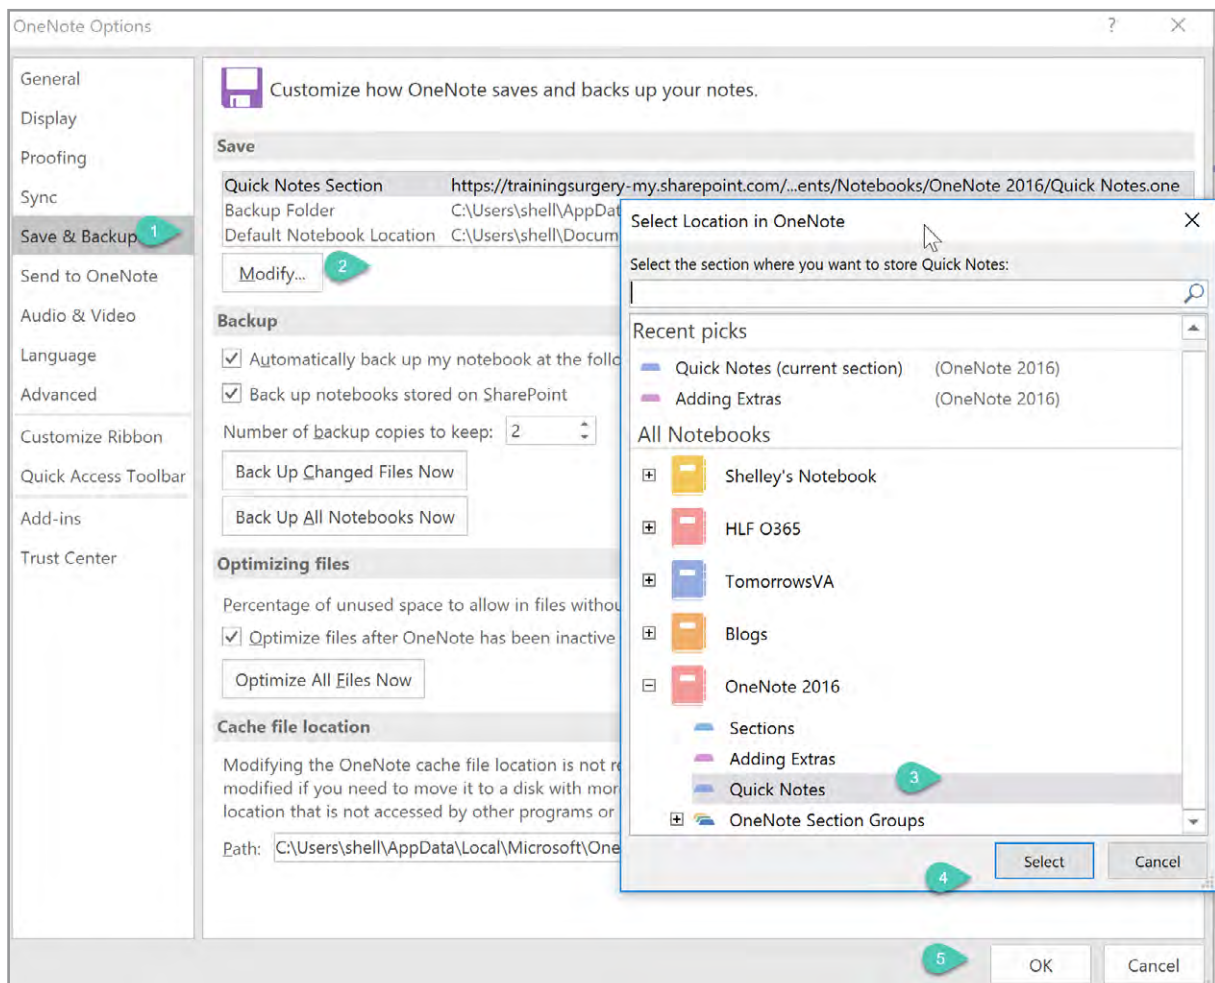 OneNote Options
?
General
Display
Proofing
Sync
Save & Backup
1
Send to OneNote
Audio & Video
Language
Advanced
Customize Ribbon
Quick Access Toolbar
Add-ins
Trust Center
Customize how OneNote saves and backs up your notes.
Save
Quick Notes Section https://trainingsurgery-my.sharepoint.com/...ents/Notebooks/OneNote 2016/Quick Notes.one
Backup Folder C:\Users\shell\AppDat
Default Notebook Location C:\Users\shell\Docum
Modify...
2
Backup
Automatically back up my notebook at the follo
Back up notebooks stored on SharePoint
Number of backup copies to keep: 2
Back Up Changed Files Now
Back Up All Notebooks Now
Optimizing files
Percentage of unused space to allow in files withou
Optimize files after OneNote has been inactive
Optimize All Files Now
Cache file location
Modifying the OneNote cache file location is not re
modified if you need to move it to a disk with mor
location that is not accessed by other programs or
Path: C:\Users\shell\AppData\Local\Microsoft\One
Select Location in OneNote
Select the section where you want to store Quick Notes:
Recent picks
Quick Notes (current section) (OneNote 2016)
Adding Extras (OneNote 2016)
All Notebooks
Shelley's Notebook
HLF O365
TomorrowsVA
Blogs
OneNote 2016
Sections
Adding Extras
Quick Notes
3
OneNote Section Groups
4
Select
Cancel
5
OK
Cancel